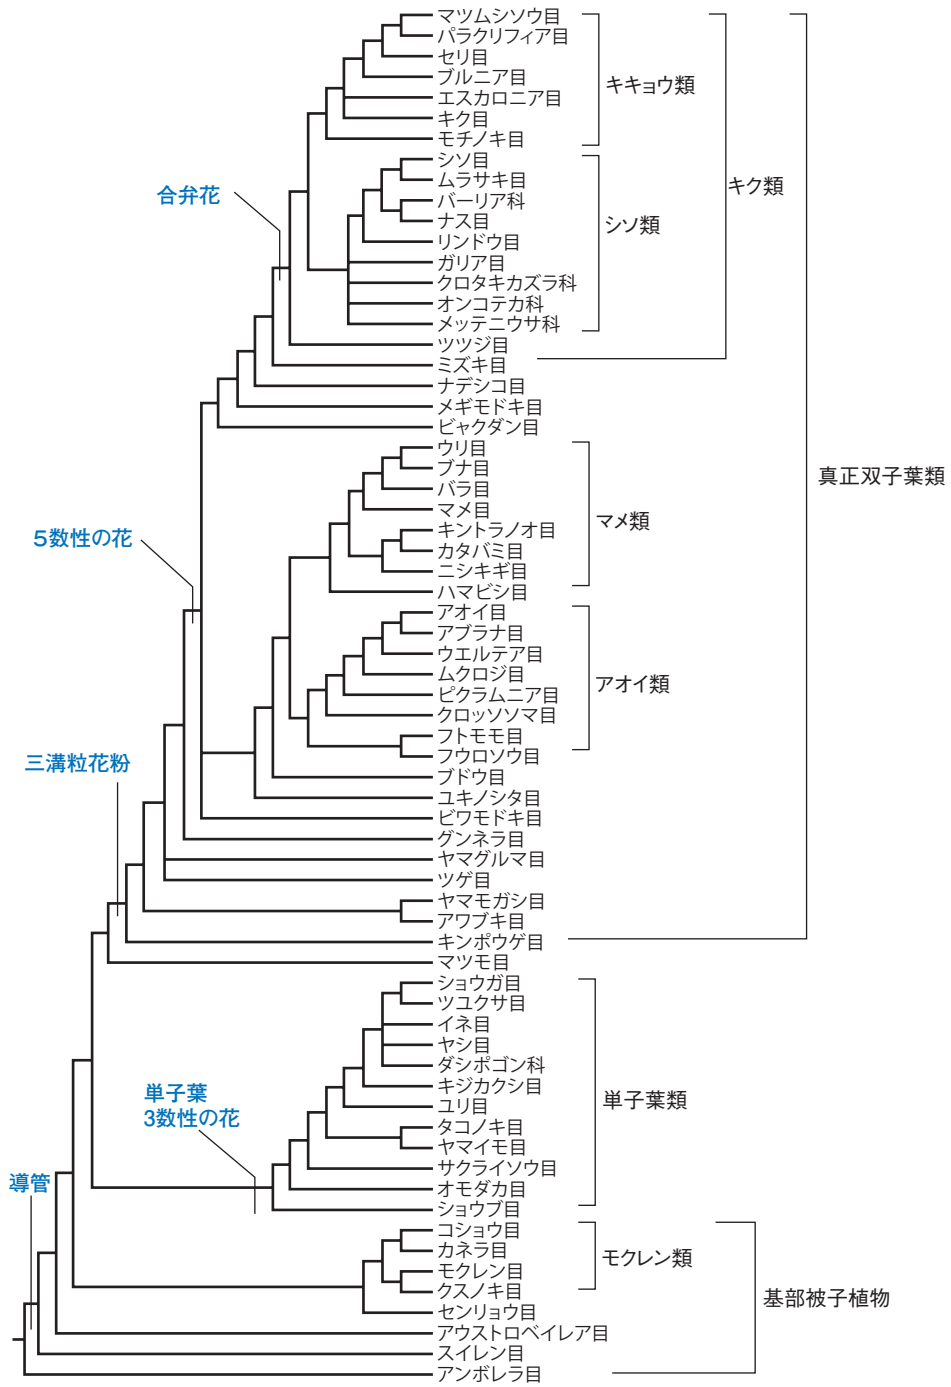 マツムシソウ目
パラクリフィア目
セリ目
ブルニア目
エスカロニア目
キク目
モチノキ目
シソ目
ムラサキ目
バーリア科
ナス目
リンドウ目
ガリア目
クロタキカズラ科
オンコテカ科
メッテニウサ科
ツツジ目
ミズキ目
ナデシコ目
メギモドキ目
ビャクダン目
ウリ目
ブナ目
バラ目
マメ目
キントラノオ目
カタバミ目
ニシキギ目
ハマビシ目
アオイ目
アブラナ目
ウエルテア目
ムクロジ目
ピクラムニア目
クロッソソマ目
フトモモ目
フウロソウ目
ブドウ目
ユキノシタ目
ビワモドキ目
グンネラ目
ヤマグルマ目
ツゲ目
ヤマモガシ目
アワブキ目
キンポウゲ目
マツモ目
ショウガ目
ツユクサ目
イネ目
ヤシ目
ダシポゴン科
キジカクシ目
ユリ目
タコノキ目
ヤマイモ目
サクライソウ目
オモダカ目
ショウブ目
コショウ目
カネラ目
モクレン目
クスノキ目
センリョウ目
アウストロベイレア目
スイレン目
アンボレラ目
キキョウ類
シソ類
キク類
マメ類
アオイ類
真正双子葉類
単子葉類
モクレン類
基部被子植物
合弁花
5数性の花
三溝粒花粉
単子葉
3数性の花
導管